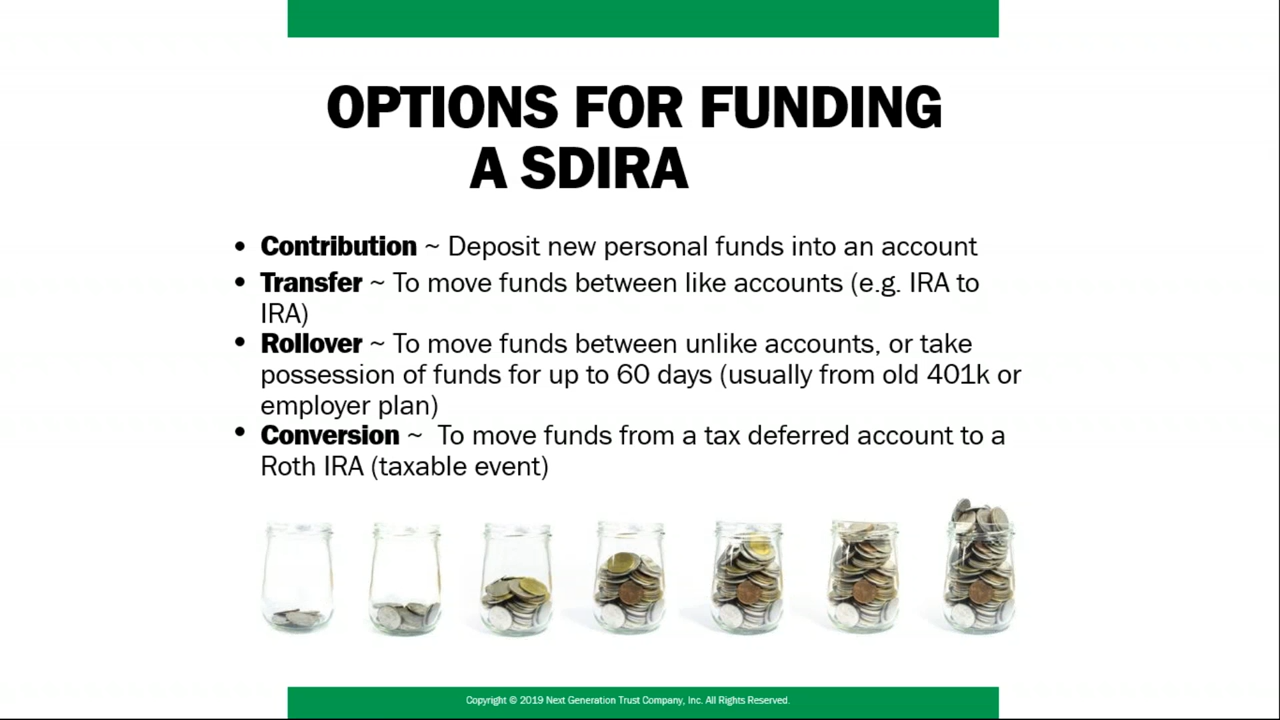 OPTIONS FOR FUNDING
A SDIRA
• Contribution ~ Deposit new personal funds into an account
• Transfer ~ To move funds between like accounts (e.g. IRA to
IRA)
• Rollover ~ To move funds between unlike accounts, or take
possession of funds for up to 60 days (usually from old 401k or
employer plan)
• Conversion ~  To move funds from a tax deferred account to a
Roth IRA (taxable event)
Copyright © 2019 Next Generation Trust Company, Inc. All Rights Reserved.